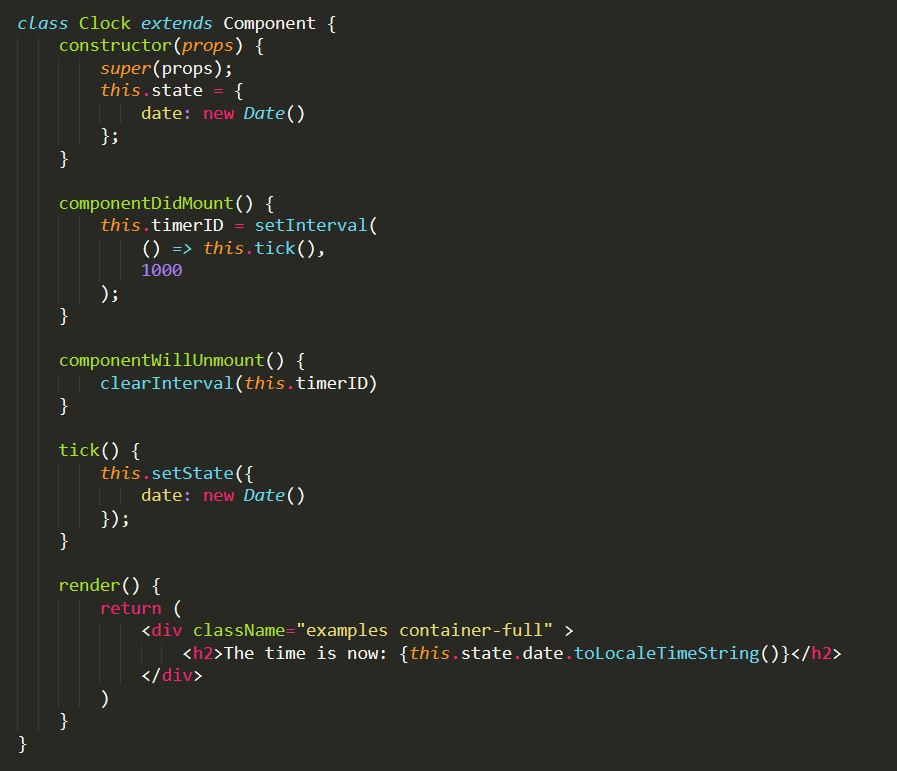 class Clock extends Component {
    constructor(props) {
        super(props);
        this.state = {
            date: new Date()
        };
    }

    componentDidMount() {
        this.timerID = setInterval(
            () => this.tick(),
            1000
        );
    }

    componentWillUnmount() {
        clearInterval(this.timerID)
    }

    tick() {
        this.setState({
            date: new Date()
        });
    }

    render() {
        return (
            <div className="examples container-full" >
                <h2>The time is now: {this.state.date.toLocaleTimeString()}</h2>
            </div>
        )
    }
}